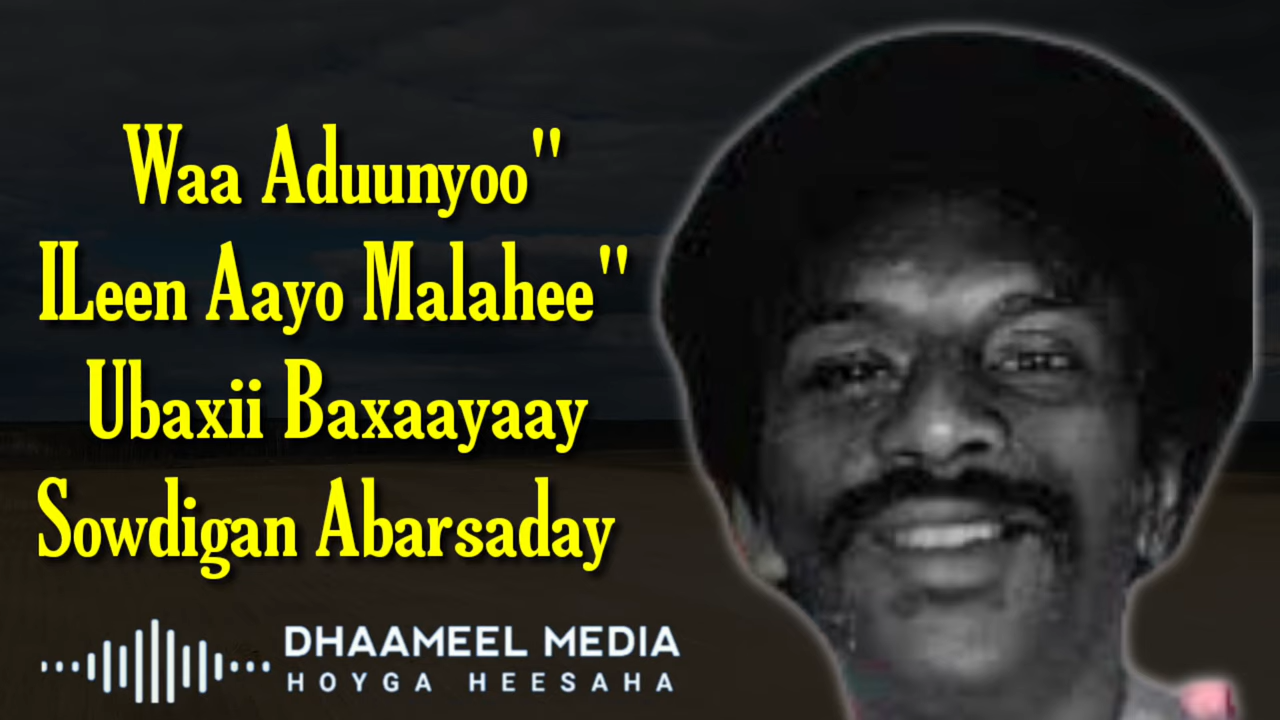 Waa Aduunyoo"
ILeen Aayo Malahee"
Ubaxii Baxaayaay
Sowdigan Abarsaday
DHAAMEEL MEDIA
HOYGA HEESAHA